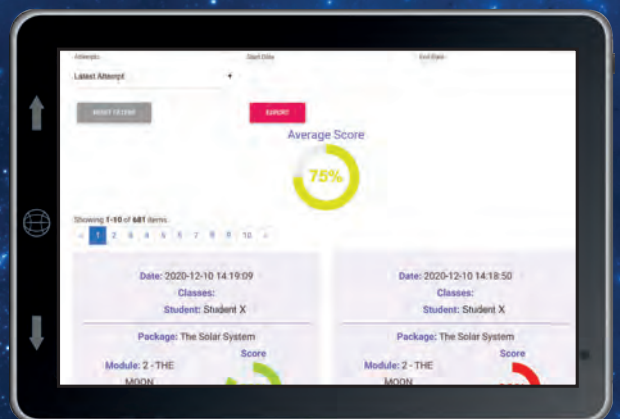 Attempts: Start Date End Date
Latest Attempt
RESET FILTERS EXPORT
Average Score
75%
Showing 1-10 of 681 items.
« 1 2 3 4 5 6 7 8 9 10 »
Date: 2020-12-10 14:19:09
Classes:
Student: Student X
Package: The Solar System
Score
Module: 2 - THE
MOON
Date: 2020-12-10 14:18:50
Classes:
Student: Student X
Package: The Solar System
Score
Module: 2 - THE
MOON